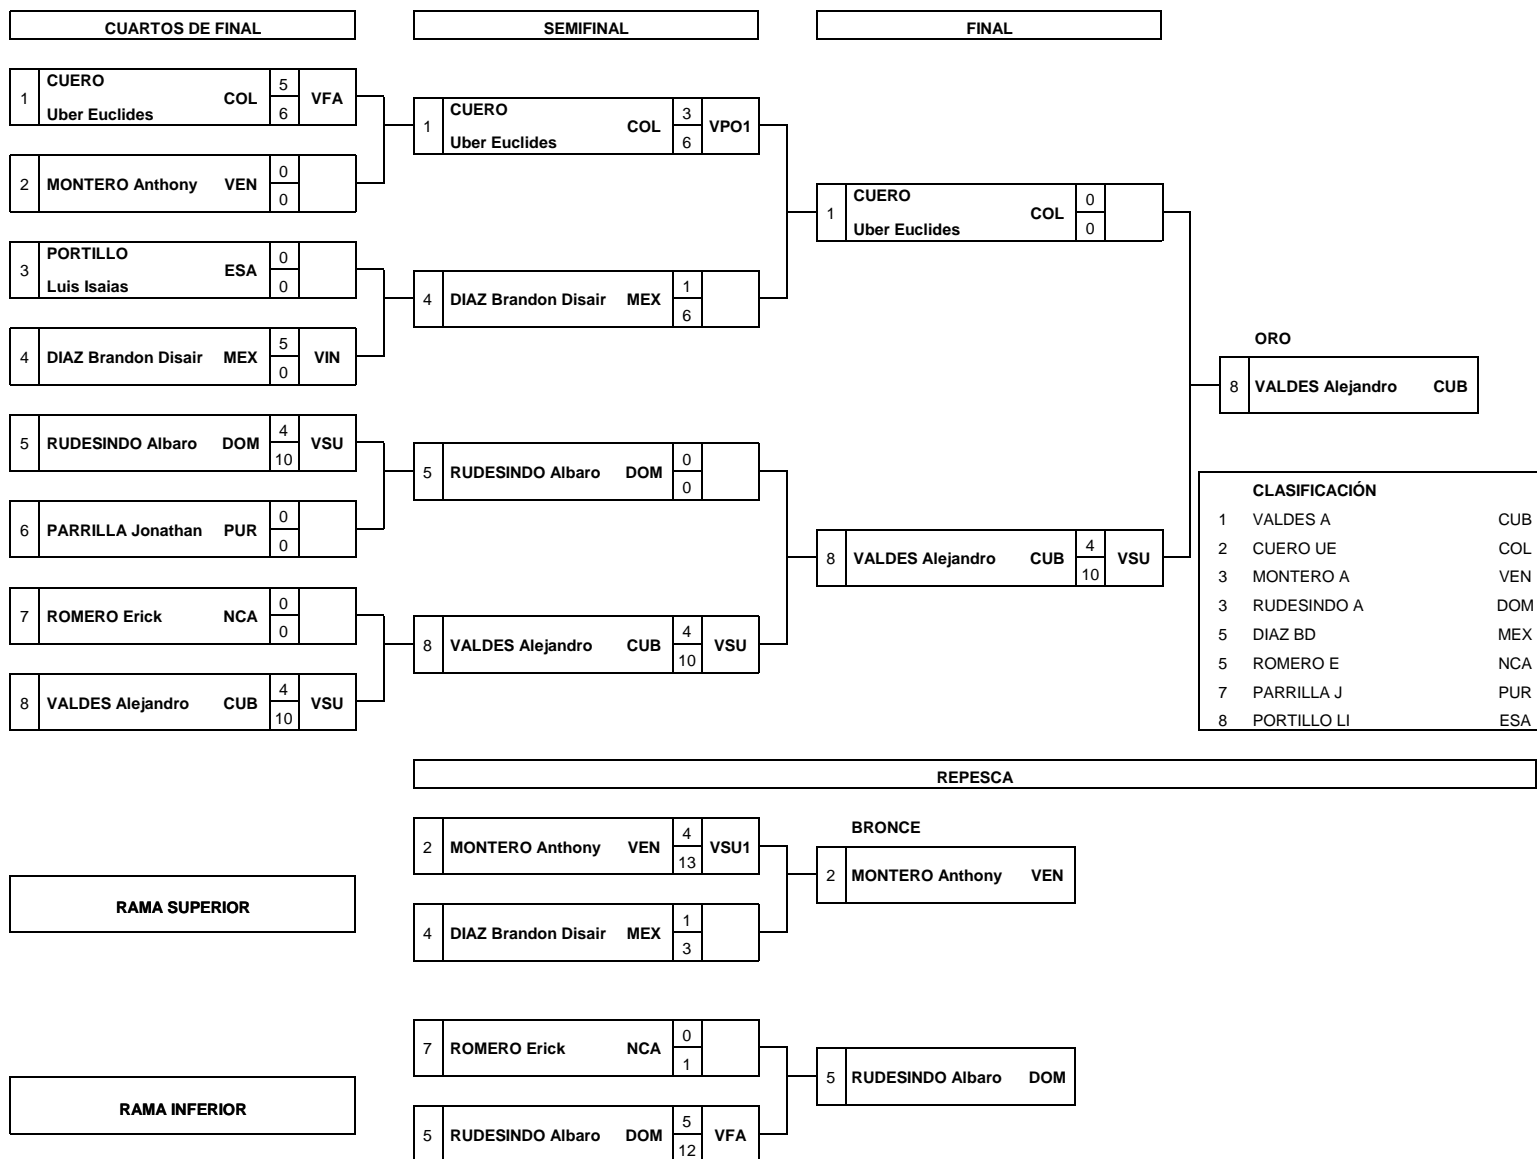 CUARTOS DE FINAL
SEMIFINAL
FINAL
1 CUERO Uber Euclides COL 5 6 VFA
2 MONTERO Anthony VEN 0 0
3 PORTILLO Luis Isaias ESA 0 0
4 DIAZ Brandon Disair MEX 5 0 VIN
5 RUDESINDO Albaro DOM 4 10 VSU
6 PARRILLA Jonathan PUR 0 0
7 ROMERO Erick NCA 0 0
8 VALDES Alejandro CUB 4 10 VSU
1 CUERO Uber Euclides COL 3 6 VPO1
4 DIAZ Brandon Disair MEX 1 6
5 RUDESINDO Albaro DOM 0 0
8 VALDES Alejandro CUB 4 10 VSU
1 CUERO Uber Euclides COL 0 0
8 VALDES Alejandro CUB 4 10 VSU
ORO
8 VALDES Alejandro CUB
CLASIFICACIÓN
1 VALDES A CUB
2 CUERO UE COL
3 MONTERO A VEN
3 RUDESINDO A DOM
5 DIAZ BD MEX
5 ROMERO E NCA
7 PARRILLA J PUR
8 PORTILLO LI ESA
REPESCA
RAMA SUPERIOR
2 MONTERO Anthony VEN 4 13 VSU1
4 DIAZ Brandon Disair MEX 1 3
BRONCE
2 MONTERO Anthony VEN
RAMA INFERIOR
7 ROMERO Erick NCA 0 1
5 RUDESINDO Albaro DOM 5 12 VFA
5 RUDESINDO Albaro DOM